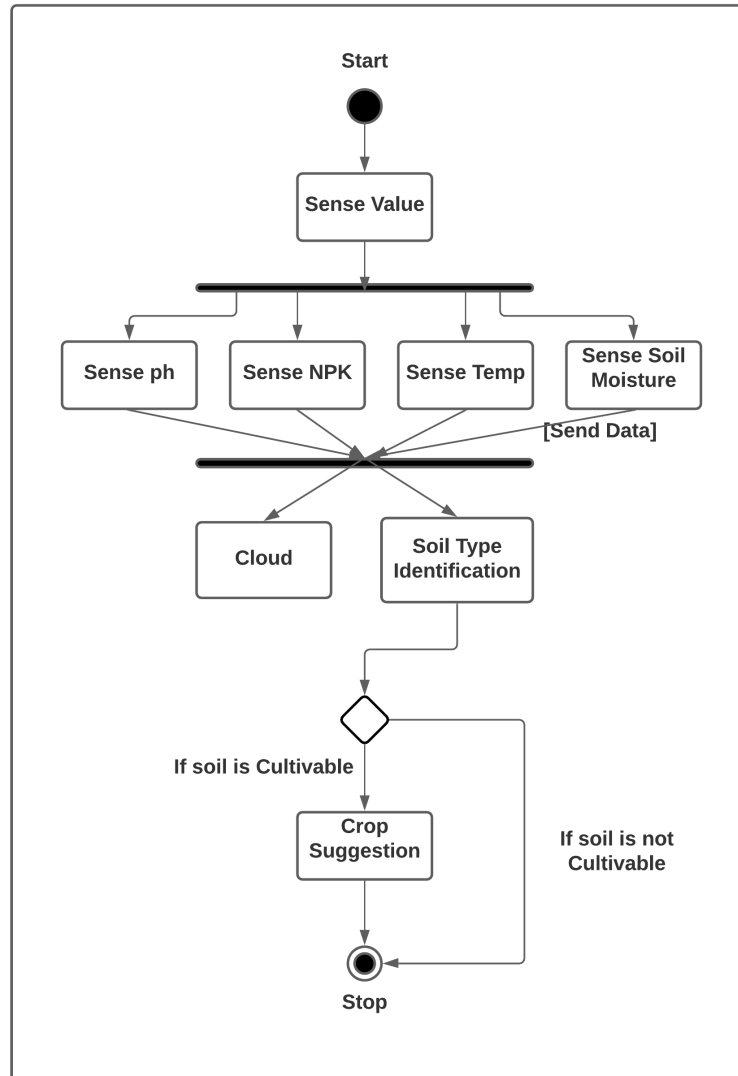 Start
Sense Value
Sense ph
Sense NPK
Sense Temp
Sense Soil
Moisture
[Send Data]
Cloud
Soil Type
Identification
If soil is Cultivable
Crop
Suggestion
If soil is not
Cultivable
Stop